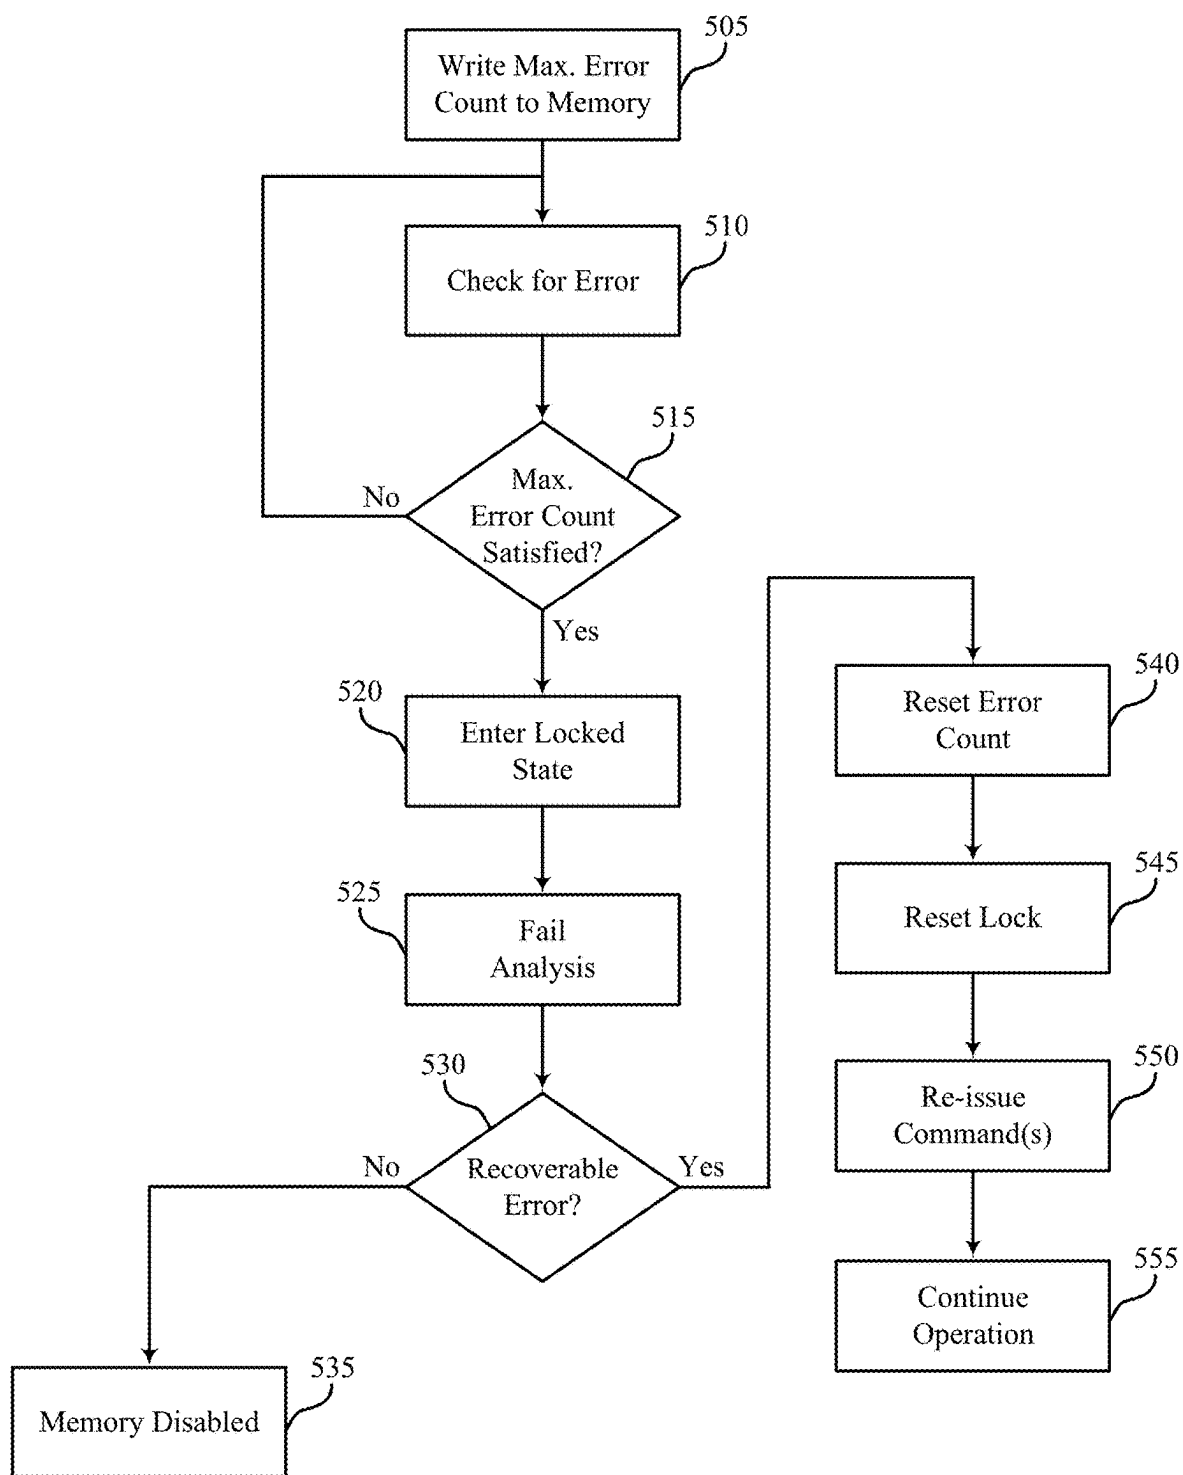 505
Write Max. Error
Count to Memory
510
Check for Error
515
Max.
Error Count
Satisfied?
No
Yes
520
Enter Locked
State
525
Fail
Analysis
530
Recoverable
Error?
No
Yes
535
Memory Disabled
540
Reset Error
Count
545
Reset Lock
550
Re-issue
Command(s)
555
Continue
Operation